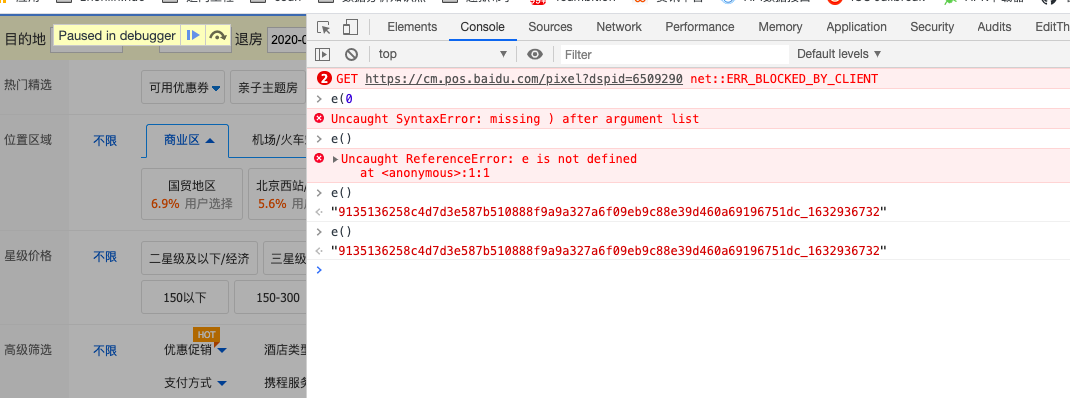 目的地 Paused in debugger 退房 2020-0
热门精选 可用优惠券 亲子主题房
位置区域 不限 商业区 机场/火车
国贸地区 北京西站/
6.9% 用户选择 5.6% 用
星级价格 不限 二星级及以下/经济 三星级
150以下 150-300
HOT
高级筛选 不限 优惠促销 酒店类型
支付方式 携程服务
Elements Console Sources Network Performance Memory Application Security Audits EditTh
top Filter Default levels
2 GET https://cm.pos.baidu.com/pixel?dspid=6509290 net::ERR_BLOCKED_BY_CLIENT
> e(0
Uncaught SyntaxError: missing ) after argument list
> e()
Uncaught ReferenceError: e is not defined
at <anonymous>:1:1
> e()
"9135136258c4d7d3e587b510888f9a9a327a6f09eb9c88e39d460a69196751dc_1632936732"
> e()
"9135136258c4d7d3e587b510888f9a9a327a6f09eb9c88e39d460a69196751dc_1632936732"
>